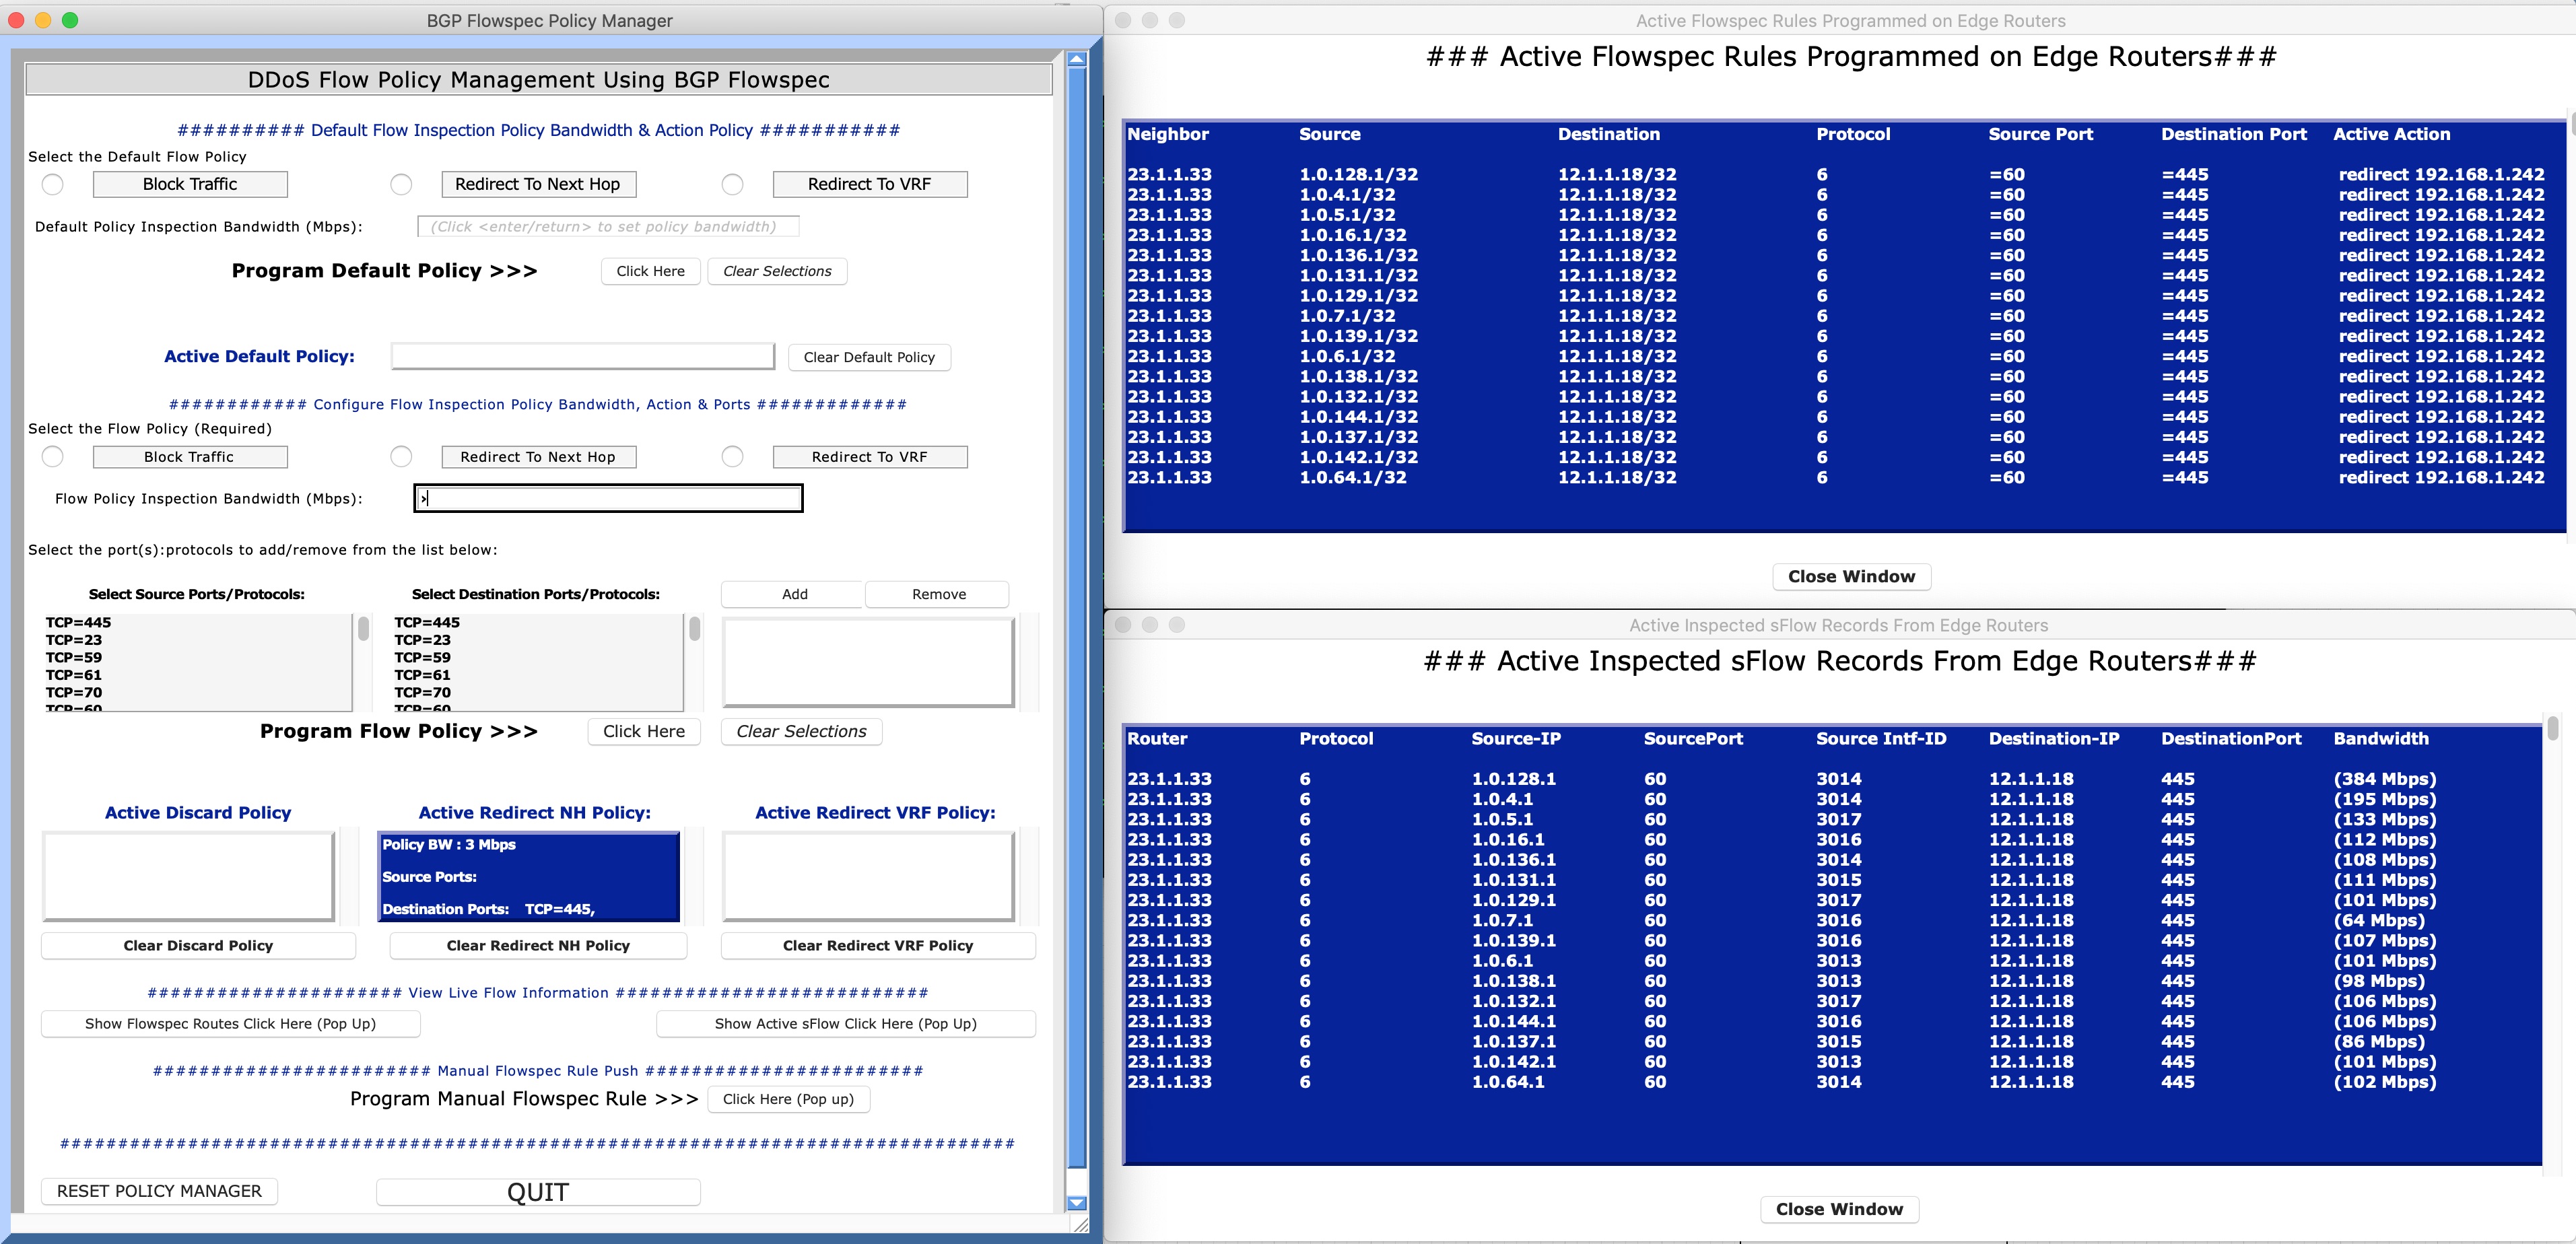 BGP Flowspec Policy Manager
DDoS Flow Policy Management Using BGP Flowspec
########## Default Flow Inspection Policy Bandwidth & Action Policy ###########
Select the Default Flow Policy
Block Traffic Redirect To Next Hop Redirect To VRF
Default Policy Inspection Bandwidth (Mbps): (Click <enter/return> to set policy bandwidth)
Program Default Policy >>> Click Here Clear Selections
Active Default Policy: Clear Default Policy
############ Configure Flow Inspection Policy Bandwidth, Action & Ports #############
Select the Flow Policy (Required)
Block Traffic Redirect To Next Hop Redirect To VRF
Flow Policy Inspection Bandwidth (Mbps): >
Select the port(s):protocols to add/remove from the list below:
Select Source Ports/Protocols: Select Destination Ports/Protocols: Add Remove
TCP=445 TCP=445
TCP=23 TCP=23
TCP=59 TCP=59
TCP=61 TCP=61
TCP=70 TCP=70
TCP=60 TCP=60
Program Flow Policy >>> Click Here Clear Selections
Active Discard Policy Active Redirect NH Policy: Active Redirect VRF Policy:
Policy BW : 3 Mbps
Source Ports:
Destination Ports: TCP=445,
Clear Discard Policy Clear Redirect NH Policy Clear Redirect VRF Policy
###################### View Live Flow Information ###########################
Show Flowspec Routes Click Here (Pop Up) Show Active sFlow Click Here (Pop Up)
######################## Manual Flowspec Rule Push ########################
Program Manual Flowspec Rule >>> Click Here (Pop up)
##################################################################################
RESET POLICY MANAGER QUIT
Active Flowspec Rules Programmed on Edge Routers
### Active Flowspec Rules Programmed on Edge Routers###
Neighbor Source Destination Protocol Source Port Destination Port Active Action
23.1.1.33 1.0.128.1/32 12.1.1.18/32 6 =60 =445 redirect 192.168.1.242
23.1.1.33 1.0.4.1/32 12.1.1.18/32 6 =60 =445 redirect 192.168.1.242
23.1.1.33 1.0.5.1/32 12.1.1.18/32 6 =60 =445 redirect 192.168.1.242
23.1.1.33 1.0.16.1/32 12.1.1.18/32 6 =60 =445 redirect 192.168.1.242
23.1.1.33 1.0.136.1/32 12.1.1.18/32 6 =60 =445 redirect 192.168.1.242
23.1.1.33 1.0.131.1/32 12.1.1.18/32 6 =60 =445 redirect 192.168.1.242
23.1.1.33 1.0.129.1/32 12.1.1.18/32 6 =60 =445 redirect 192.168.1.242
23.1.1.33 1.0.7.1/32 12.1.1.18/32 6 =60 =445 redirect 192.168.1.242
23.1.1.33 1.0.139.1/32 12.1.1.18/32 6 =60 =445 redirect 192.168.1.242
23.1.1.33 1.0.6.1/32 12.1.1.18/32 6 =60 =445 redirect 192.168.1.242
23.1.1.33 1.0.138.1/32 12.1.1.18/32 6 =60 =445 redirect 192.168.1.242
23.1.1.33 1.0.132.1/32 12.1.1.18/32 6 =60 =445 redirect 192.168.1.242
23.1.1.33 1.0.144.1/32 12.1.1.18/32 6 =60 =445 redirect 192.168.1.242
23.1.1.33 1.0.137.1/32 12.1.1.18/32 6 =60 =445 redirect 192.168.1.242
23.1.1.33 1.0.142.1/32 12.1.1.18/32 6 =60 =445 redirect 192.168.1.242
23.1.1.33 1.0.64.1/32 12.1.1.18/32 6 =60 =445 redirect 192.168.1.242
Close Window
Active Inspected sFlow Records From Edge Routers
### Active Inspected sFlow Records From Edge Routers###
Router Protocol Source-IP SourcePort Source Intf-ID Destination-IP DestinationPort Bandwidth
23.1.1.33 6 1.0.128.1 60 3014 12.1.1.18 445 (384 Mbps)
23.1.1.33 6 1.0.4.1 60 3014 12.1.1.18 445 (195 Mbps)
23.1.1.33 6 1.0.5.1 60 3017 12.1.1.18 445 (133 Mbps)
23.1.1.33 6 1.0.16.1 60 3016 12.1.1.18 445 (112 Mbps)
23.1.1.33 6 1.0.136.1 60 3014 12.1.1.18 445 (108 Mbps)
23.1.1.33 6 1.0.131.1 60 3015 12.1.1.18 445 (111 Mbps)
23.1.1.33 6 1.0.129.1 60 3017 12.1.1.18 445 (101 Mbps)
23.1.1.33 6 1.0.7.1 60 3016 12.1.1.18 445 (64 Mbps)
23.1.1.33 6 1.0.139.1 60 3016 12.1.1.18 445 (107 Mbps)
23.1.1.33 6 1.0.6.1 60 3013 12.1.1.18 445 (101 Mbps)
23.1.1.33 6 1.0.138.1 60 3013 12.1.1.18 445 (98 Mbps)
23.1.1.33 6 1.0.132.1 60 3017 12.1.1.18 445 (106 Mbps)
23.1.1.33 6 1.0.144.1 60 3016 12.1.1.18 445 (106 Mbps)
23.1.1.33 6 1.0.137.1 60 3015 12.1.1.18 445 (86 Mbps)
23.1.1.33 6 1.0.142.1 60 3013 12.1.1.18 445 (101 Mbps)
23.1.1.33 6 1.0.64.1 60 3014 12.1.1.18 445 (102 Mbps)
Close Window